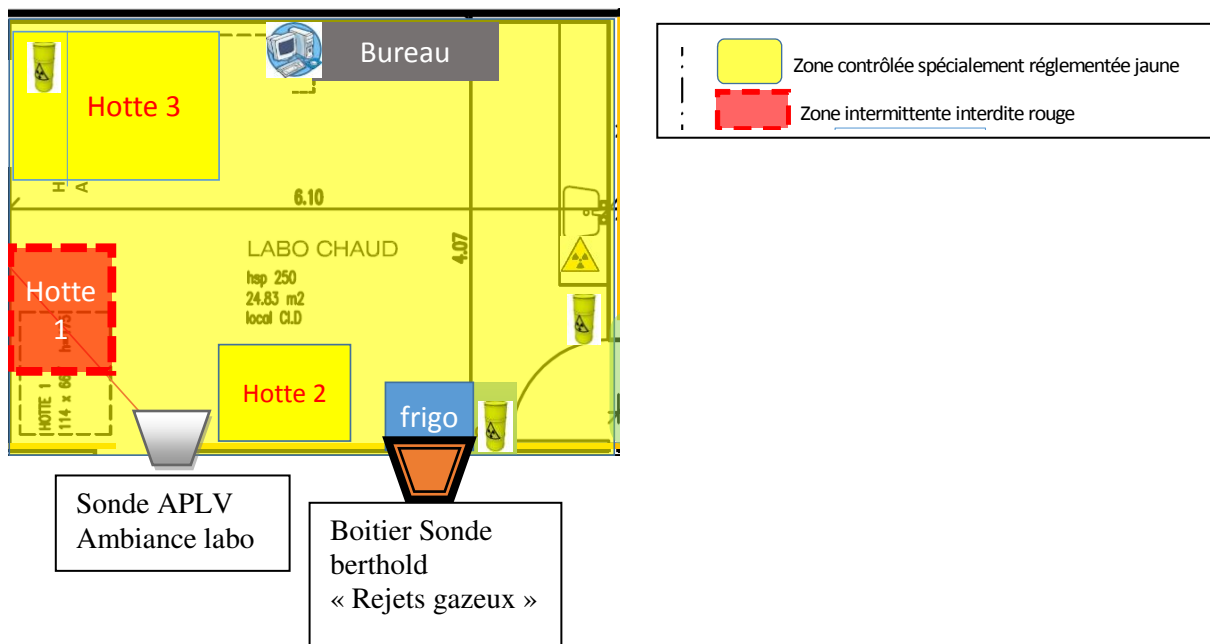 Bureau
Hotte 3
H
A
6.10
LABO CHAUD
hsp 250
24.83 m2
local CLD
4.07
Hotte
1
HOTTE 1
114 x 66
Hotte 2
frigo
Sonde APLV
Ambiance labo
Boitier Sonde
berthold
« Rejets gazeux »
Zone contrôlée spécialement réglementée jaune
Zone intermittente interdite rouge